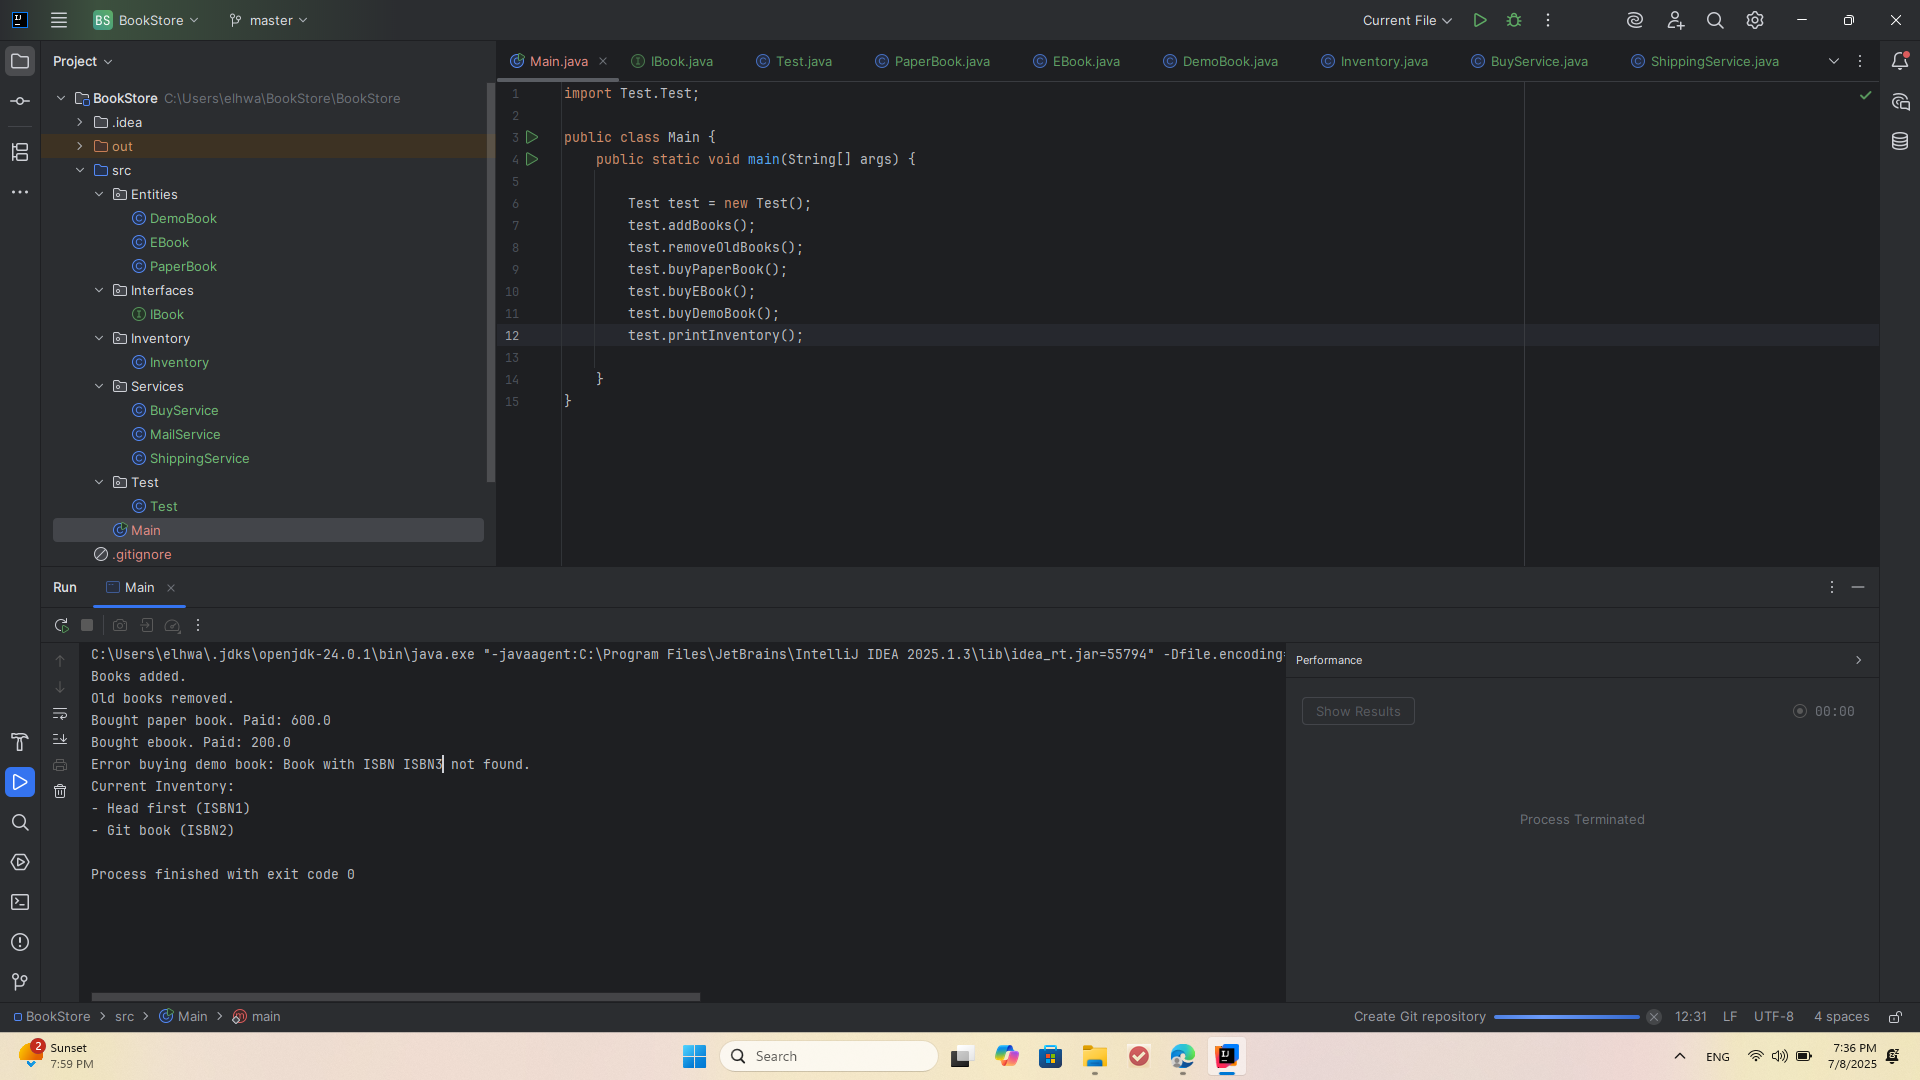 BS BookStore
master
Current File
Project
Main.java
IBook.java
Test.java
PaperBook.java
EBook.java
DemoBook.java
Inventory.java
BuyService.java
ShippingService.java
BookStore C:\Users\elhwa\BookStore\BookStore
.idea
out
src
Entities
DemoBook
EBook
PaperBook
Interfaces
IBook
Inventory
Inventory
Services
BuyService
MailService
ShippingService
Test
Test
Main
.gitignore
1 import Test.Test;
2
3 public class Main {
4 public static void main(String[] args) {
5
6 Test test = new Test();
7 test.addBooks();
8 test.removeOldBooks();
9 test.buyPaperBook();
10 test.buyEBook();
11 test.buyDemoBook();
12 test.printInventory();
13
14 }
15 }
Run
Main
C:\Users\elhwa\.jdks\openjdk-24.0.1\bin\java.exe "-javaagent:C:\Program Files\JetBrains\IntelliJ IDEA 2025.1.3\lib\idea_rt.jar=55794" -Dfile.encoding=
Books added.
Old books removed.
Bought paper book. Paid: 600.0
Bought ebook. Paid: 200.0
Error buying demo book: Book with ISBN ISBN3 not found.
Current Inventory:
- Head first (ISBN1)
- Git book (ISBN2)
Process finished with exit code 0
Performance
Show Results
00:00
Process Terminated
BookStore
src
Main
main
Create Git repository
12:31
LF
UTF-8
4 spaces
2
Sunset
7:59 PM
Search
ENG
7:36 PM
7/8/2025